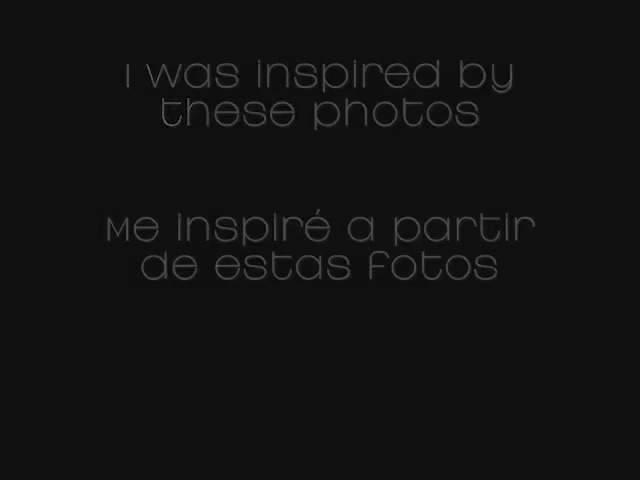 I was inspired by
these photos
Me inspiré a partir
de estas fotos